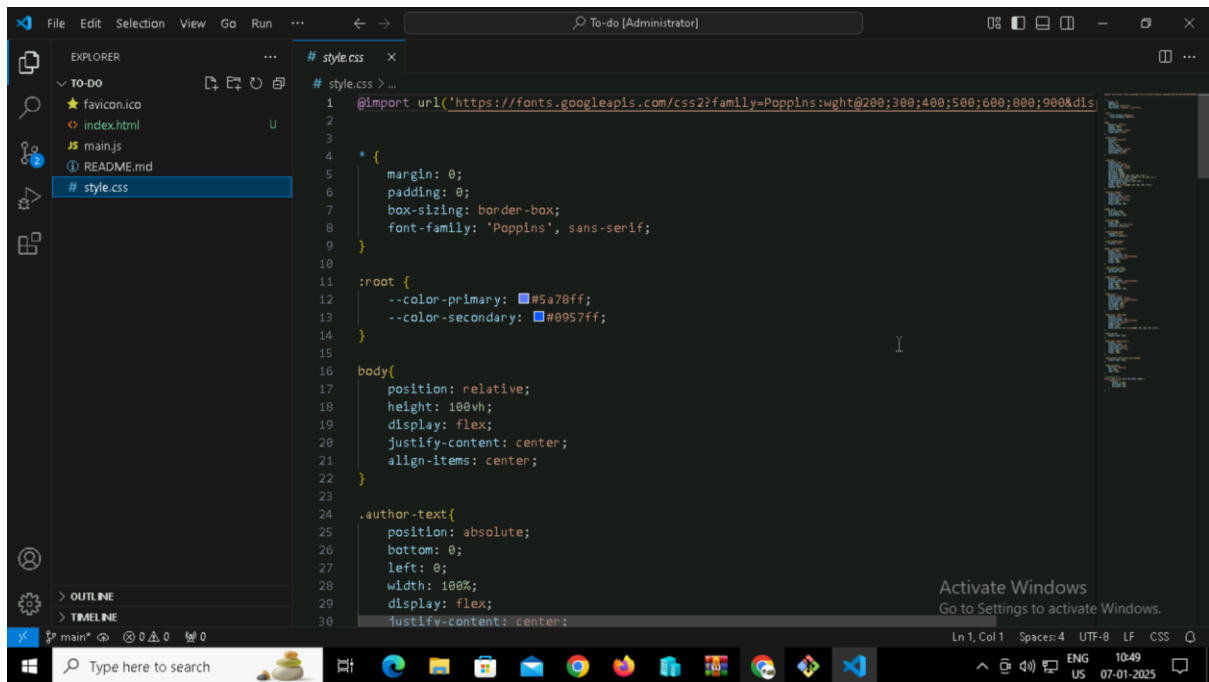 File Edit Selection View Go Run ···
To-do [Administrator]
EXPLORER ···
TO-DO
favicon.ico
index.html U
JS main.js
README.md
# style.css
OUTLINE
TIMELINE
2
# style.css ×
# style.css > ...
1 @import url('https://fonts.googleapis.com/css2?family=Poppins:wght@200;300;400;500;600;800;900&dis
2
3
4 * {
5 margin: 0;
6 padding: 0;
7 box-sizing: border-box;
8 font-family: 'Poppins', sans-serif;
9 }
10
11 :root {
12 --color-primary: #5a78ff;
13 --color-secondary: #0957ff;
14 }
15
16 body{
17 position: relative;
18 height: 100vh;
19 display: flex;
20 justify-content: center;
21 align-items: center;
22 }
23
24 .author-text{
25 position: absolute;
26 bottom: 0;
27 left: 0;
28 width: 100%;
29 display: flex;
30 justify-content: center;
Activate Windows
Go to Settings to activate Windows.
main* 0 0 0
Ln 1, Col 1 Spaces: 4 UTF-8 LF CSS
Type here to search
ENG
US
10:49
07-01-2025